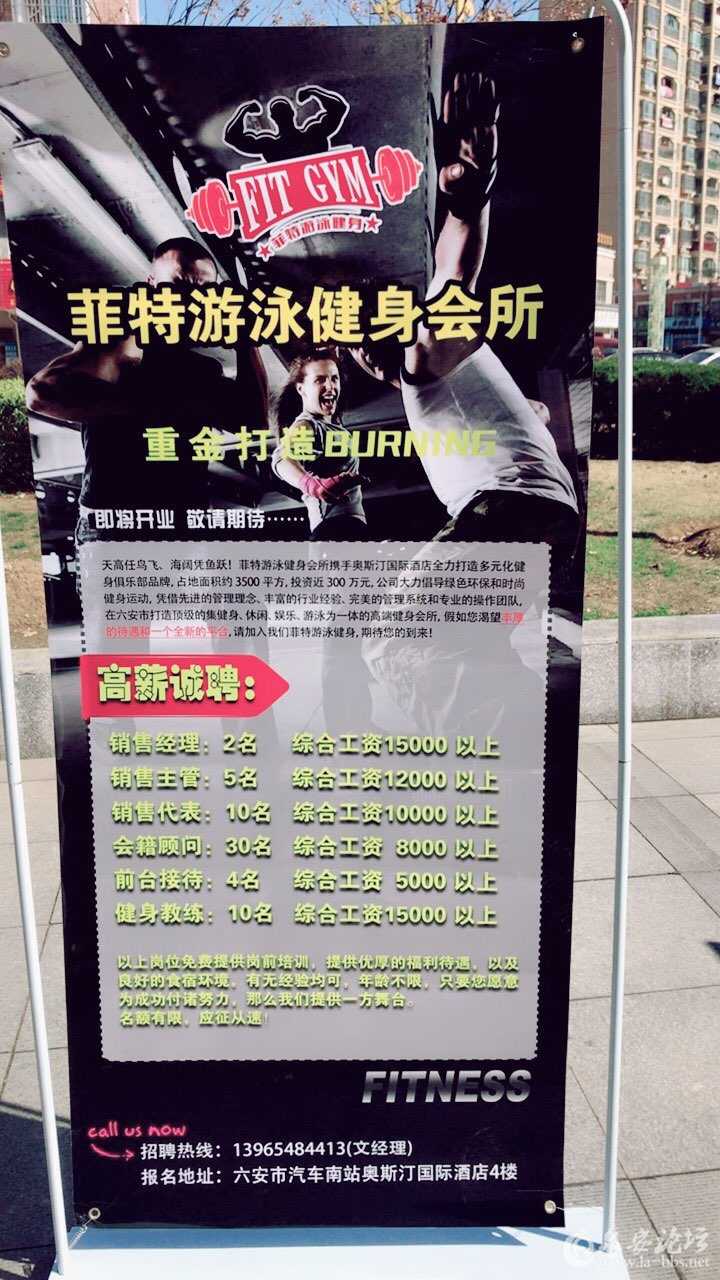 FIT GYM
菲特游泳健身
菲特游泳健身会所
重金打造BURNING
即将开业 敬请期待……
天高任鸟飞、海阔凭鱼跃！菲特游泳健身会所携手奥斯汀国际酒店全力打造多元化健
身俱乐部品牌,占地面积约3500平方,投资近300万元,公司大力倡导绿色环保和时尚
健身运动,凭借先进的管理理念、丰富的行业经验、完美的管理系统和专业的操作团队,
在六安市打造顶级的集健身、休闲、娱乐、游泳为一体的高端健身会所,假如您渴望丰厚
的待遇和一个全新的平台,请加入我们菲特游泳健身,期待您的到来！
高薪诚聘：
销售经理：2名 综合工资15000以上
销售主管：5名 综合工资12000以上
销售代表：10名 综合工资10000以上
会籍顾问：30名 综合工资 8000以上
前台接待：4名 综合工资 5000以上
健身教练：10名 综合工资15000以上
以上岗位免费提供岗前培训，提供优厚的福利待遇，以及
良好的食宿环境，有无经验均可，年龄不限，只要您愿意
为成功付诸努力，那么我们提供一方舞台。
名额有限，应征从速！
FITNESS
call us now
招聘热线：13965484413(文经理)
报名地址：六安市汽车南站奥斯汀国际酒店4楼
六安论坛
www.la-bbs.net